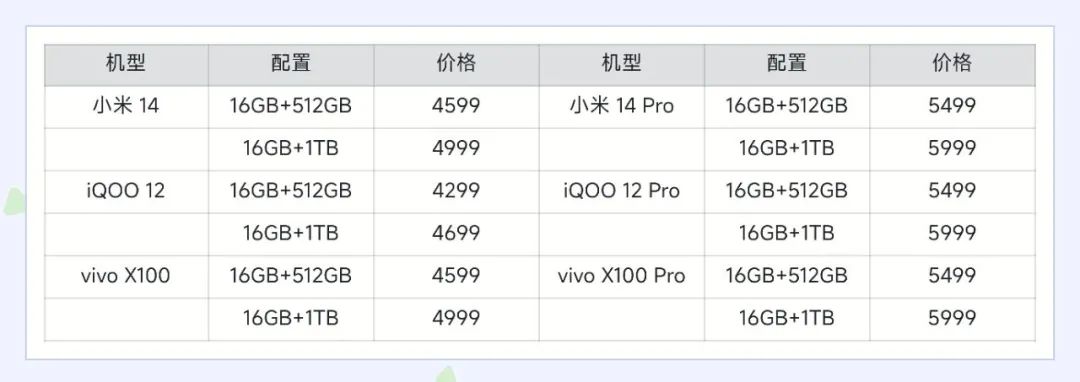 机型 配置 价格 机型 配置 价格
小米 14 16GB+512GB 4599 小米 14 Pro 16GB+512GB 5499
16GB+1TB 4999 16GB+1TB 5999
iQOO 12 16GB+512GB 4299 iQOO 12 Pro 16GB+512GB 5499
16GB+1TB 4699 16GB+1TB 5999
vivo X100 16GB+512GB 4599 vivo X100 Pro 16GB+512GB 5499
16GB+1TB 4999 16GB+1TB 5999